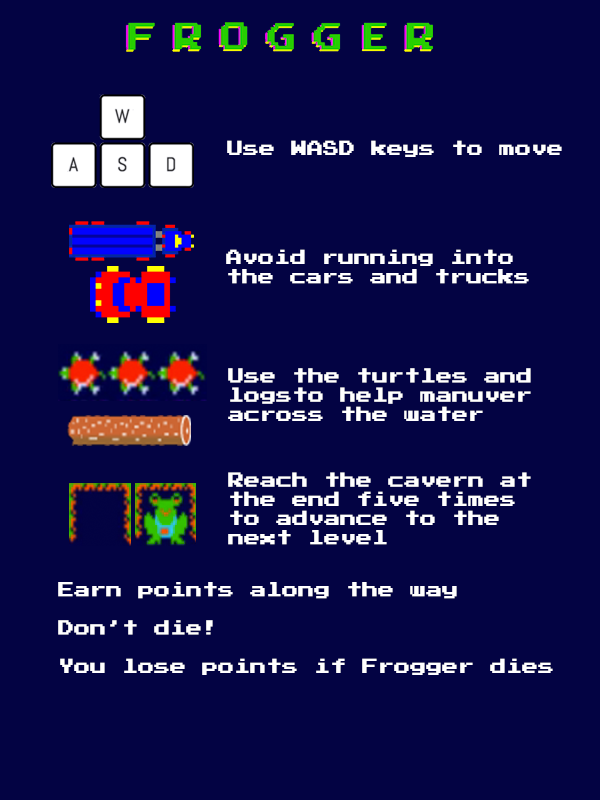 FROGGER
W
A S D
Use WASD keys to move
Avoid running into
the cars and trucks
Use the turtles and
logsto help manuver
across the water
Reach the cavern at
the end five times
to advance to the
next level
Earn points along the way
Don't die!
You lose points if Frogger dies